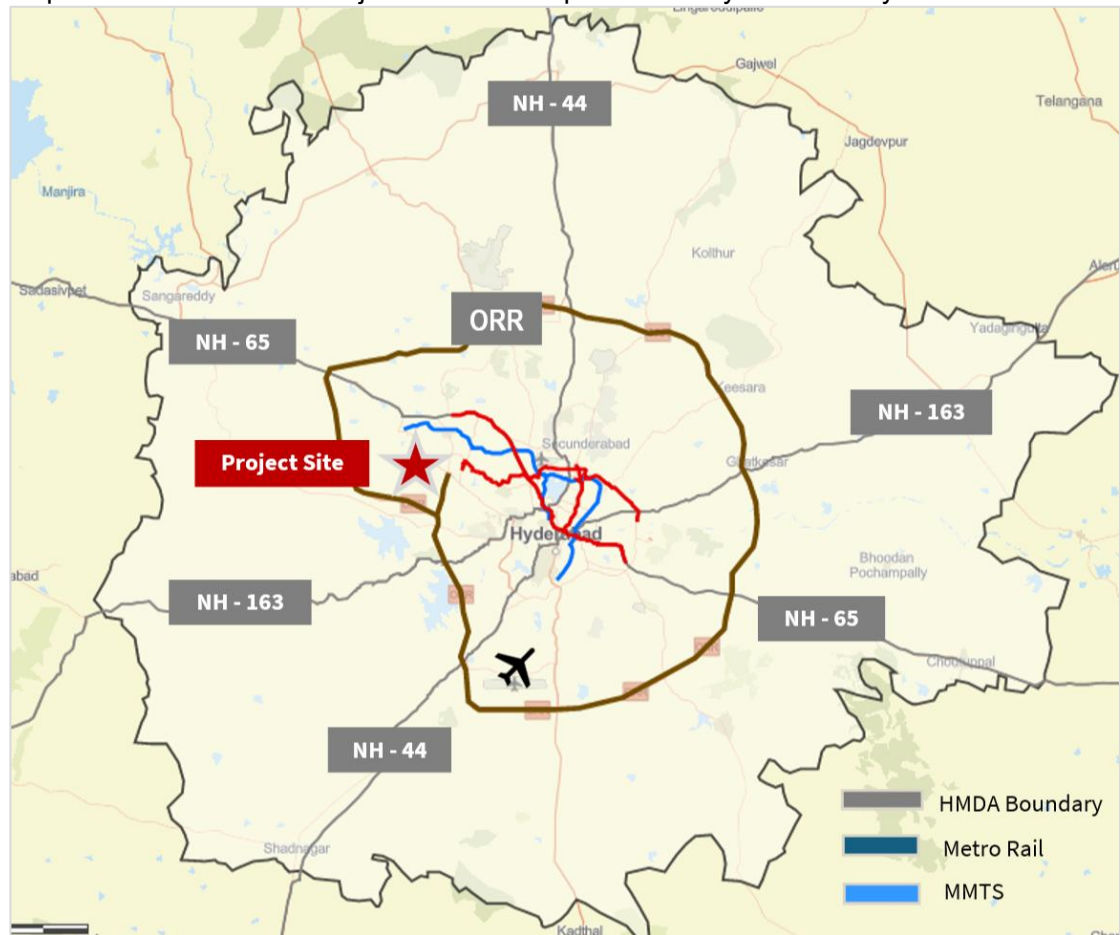 Gajwel
NH - 44
Telangana
Jagdevpur
Manjira
Kolthur
Sadasivpet
Sangareddy
ORR
Yadagirigutta
NH - 65
Keesara
NH - 163
Secunderabad
Project Site
Ghatkesar
Hyderabad
Bhoodan
Pochampally
NH - 163
NH - 65
Choutuppal
NH - 44
HMDA Boundary
Metro Rail
Shadnagar
MMTS
Kadthal